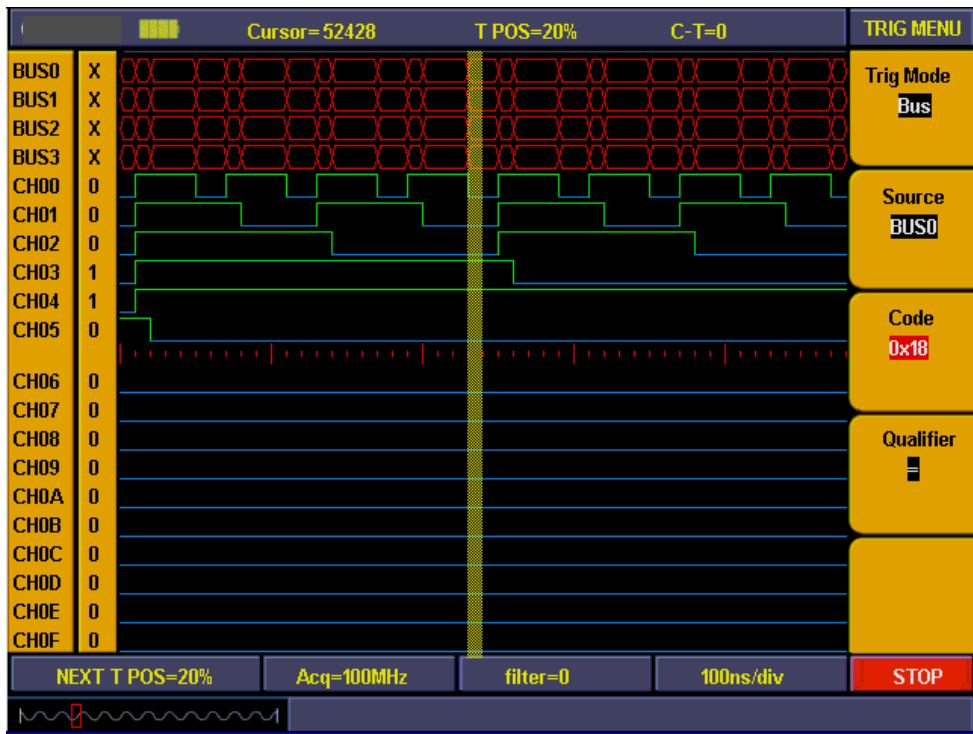 Cursor=52428 T POS=20% C-T=0 TRIG MENU
BUS0 X
BUS1 X
BUS2 X
BUS3 X
CH00 0
CH01 0
CH02 0
CH03 1
CH04 1
CH05 0
CH06 0
CH07 0
CH08 0
CH09 0
CH0A 0
CH0B 0
CH0C 0
CH0D 0
CH0E 0
CH0F 0
Trig Mode
Bus
Source
BUS0
Code
0x18
Qualifier
=
NEXT T POS=20% Acq=100MHz filter=0 100ns/div STOP